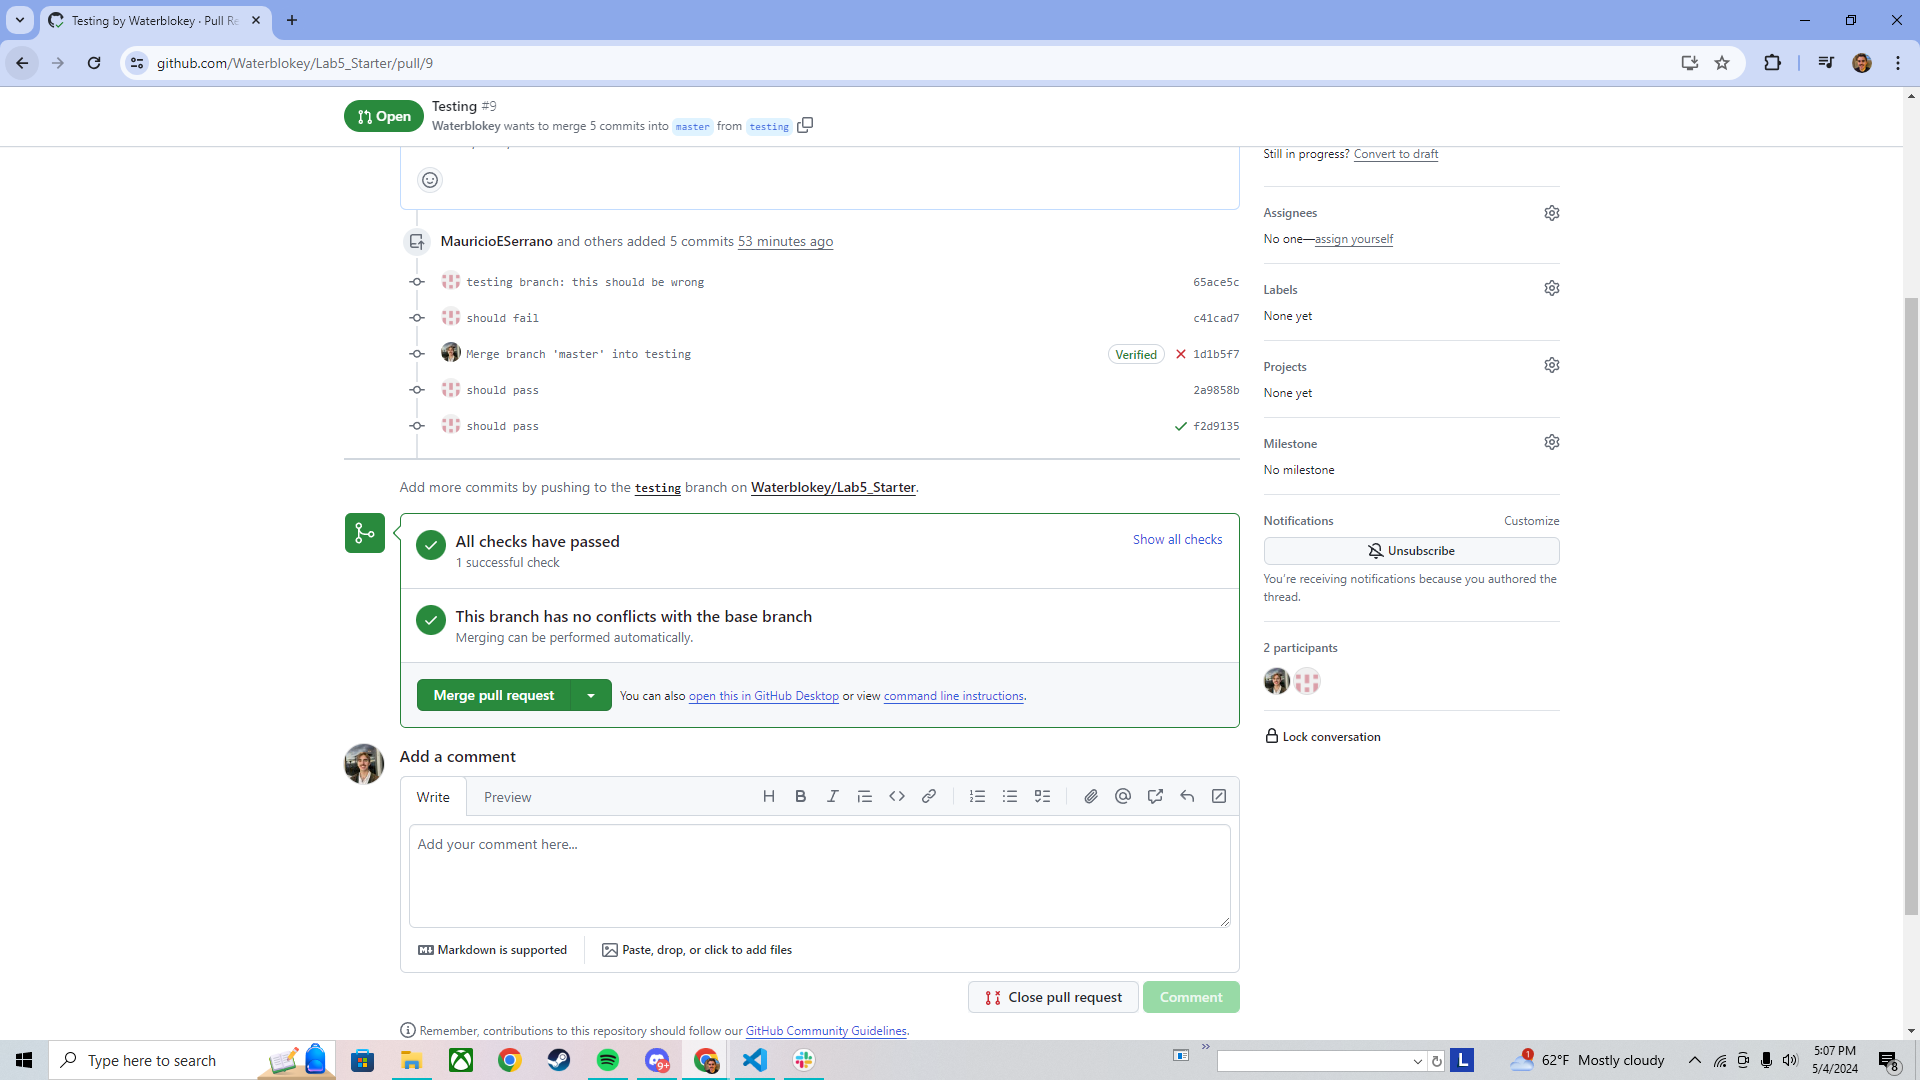 Testing by Waterblokey · Pull Re
github.com/Waterblokey/Lab5_Starter/pull/9
Open
Testing #9
Waterblokey wants to merge 5 commits into master from testing
Still in progress? Convert to draft
MauricioESerrano and others added 5 commits 53 minutes ago
testing branch: this should be wrong 65ace5c
should fail c41cad7
Merge branch 'master' into testing Verified 1d1b5f7
should pass 2a9858b
should pass f2d9135
Add more commits by pushing to the testing branch on Waterblokey/Lab5_Starter.
All checks have passed
1 successful check
Show all checks
This branch has no conflicts with the base branch
Merging can be performed automatically.
Merge pull request
You can also open this in GitHub Desktop or view command line instructions.
Add a comment
Write Preview
Add your comment here...
Markdown is supported
Paste, drop, or click to add files
Close pull request
Comment
Remember, contributions to this repository should follow our GitHub Community Guidelines.
Assignees
No one—assign yourself
Labels
None yet
Projects
None yet
Milestone
No milestone
Notifications Customize
Unsubscribe
You're receiving notifications because you authored the
thread.
2 participants
Lock conversation
Type here to search
9+
L
1
62°F Mostly cloudy
5:07 PM
5/4/2024
8